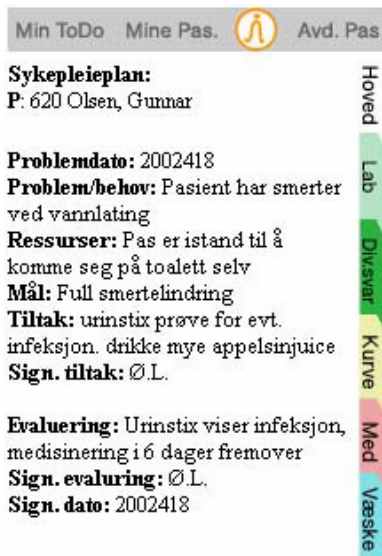 Min ToDo Mine Pas. Avd. Pas
Sykepleieplan:
P: 620 Olsen, Gunnar
Problemdato: 2002418
Problem/behov: Pasient har smerter
ved vannlating
Ressurser: Pas er istand til å
komme seg på toalett selv
Mål: Full smertelindring
Tiltak: urinstix prøve for evt.
infeksjon. drikke mye appelsinjuice
Sign. tiltak: Ø.L.
Evaluering: Urinstix viser infeksjon,
medisinering i 6 dager fremover
Sign. evaluring: Ø.L.
Sign. dato: 2002418
Hoved
Lab
Div.svar
Kurve
Med
Væske